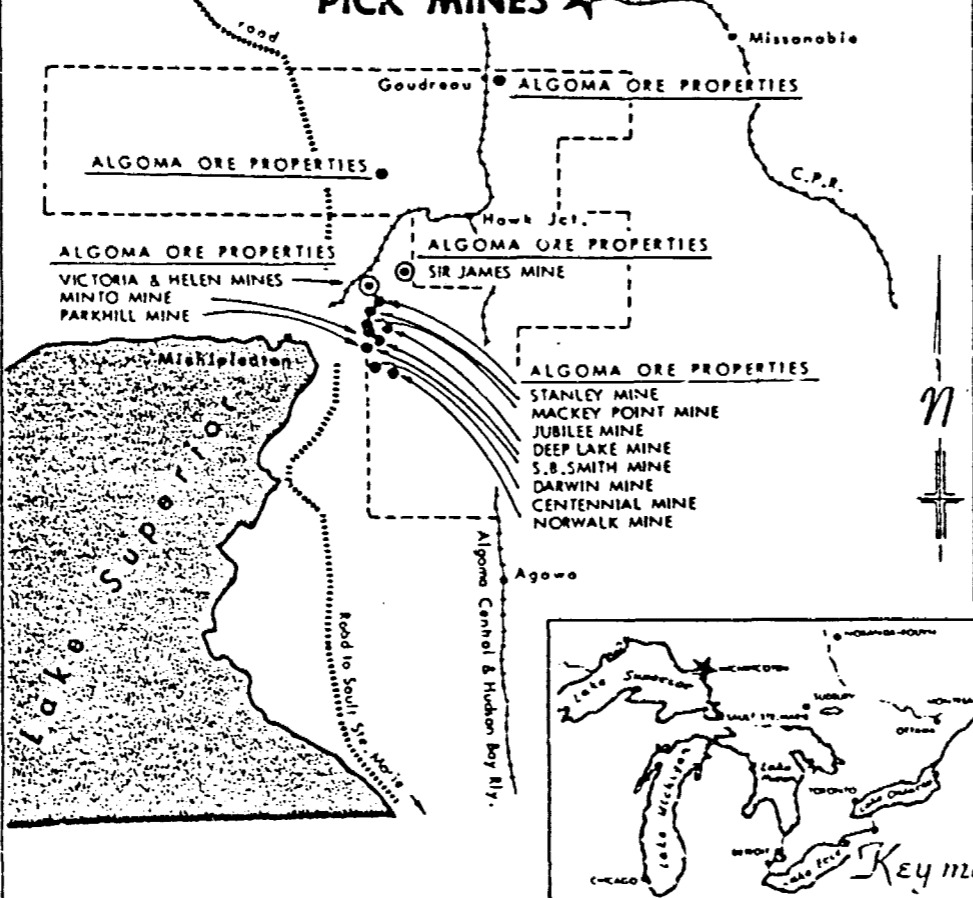 PICK MINES
road
Missanabie
Goudreau
ALGOMA ORE PROPERTIES
ALGOMA ORE PROPERTIES
C.P.R.
Hawk Jct.
ALGOMA ORE PROPERTIES
SIR JAMES MINE
ALGOMA ORE PROPERTIES
VICTORIA & HELEN MINES
MINTO MINE
PARKHILL MINE
Michipicoten
ALGOMA ORE PROPERTIES
STANLEY MINE
MACKEY POINT MINE
JUBILEE MINE
DEEP LAKE MINE
S.B. SMITH MINE
DARWIN MINE
CENTENNIAL MINE
NORWALK MINE
N
Lake Superior
Agawa
Algoma Central & Hudson Bay Rly.
Road to Sault Ste. Marie
Lake Superior
MICHIPICOTEN
SUDBURY
SAULT STE. MARIE
Ottawa
Lake Michigan
Lake
TORONTO
Lake Ontario
DETROIT
Lake Erie
CHICAGO
Key